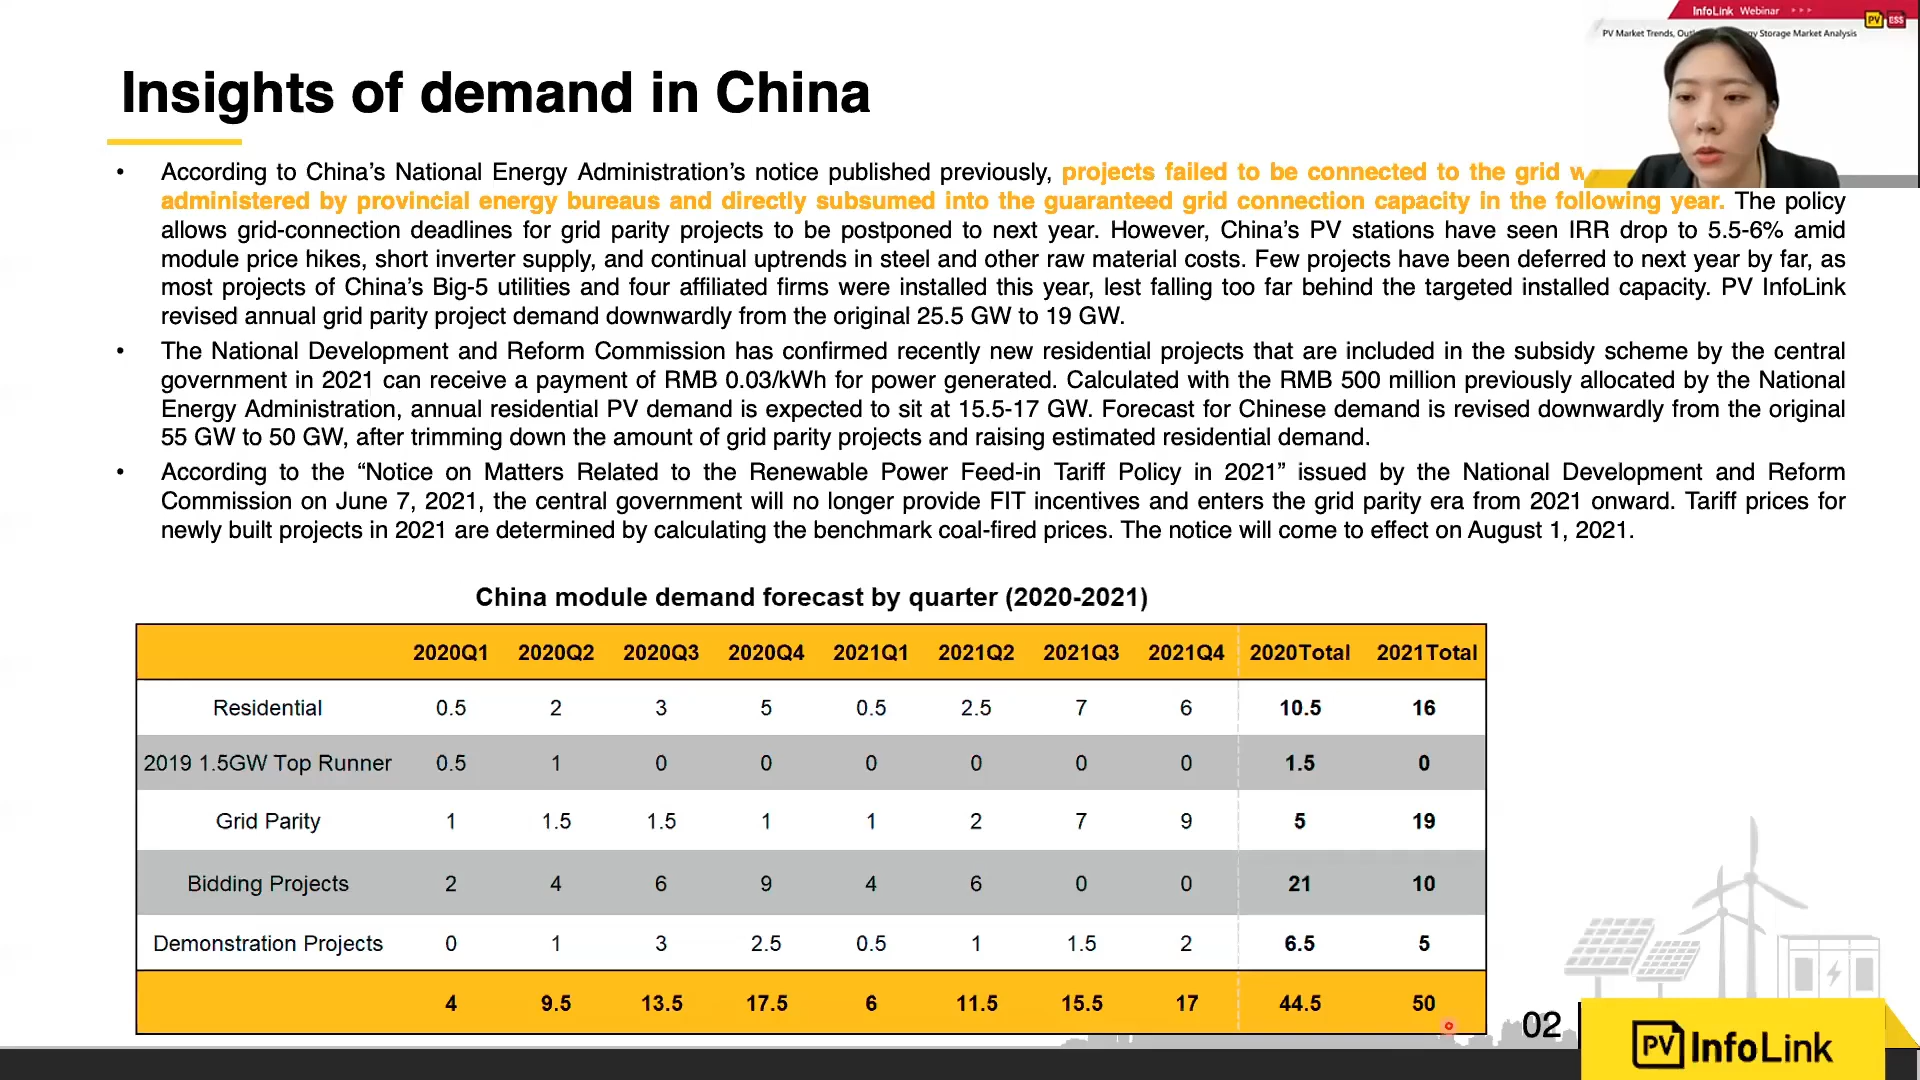 InfoLink Webinar > > >
PV ESS
PV Market Trends, Storage Market Analysis
Insights of demand in China
• According to China’s National Energy Administration’s notice published previously, projects failed to be connected to the grid
administered by provincial energy bureaus and directly subsumed into the guaranteed grid connection capacity in the following year. The policy
allows grid-connection deadlines for grid parity projects to be postponed to next year. However, China’s PV stations have seen IRR drop to 5.5-6% amid
module price hikes, short inverter supply, and continual uptrends in steel and other raw material costs. Few projects have been deferred to next year by far, as
most projects of China’s Big-5 utilities and four affiliated firms were installed this year, lest falling too far behind the targeted installed capacity. PV InfoLink
revised annual grid parity project demand downwardly from the original 25.5 GW to 19 GW.
• The National Development and Reform Commission has confirmed recently new residential projects that are included in the subsidy scheme by the central
government in 2021 can receive a payment of RMB 0.03/kWh for power generated. Calculated with the RMB 500 million previously allocated by the National
Energy Administration, annual residential PV demand is expected to sit at 15.5-17 GW. Forecast for Chinese demand is revised downwardly from the original
55 GW to 50 GW, after trimming down the amount of grid parity projects and raising estimated residential demand.
• According to the “Notice on Matters Related to the Renewable Power Feed-in Tariff Policy in 2021” issued by the National Development and Reform
Commission on June 7, 2021, the central government will no longer provide FIT incentives and enters the grid parity era from 2021 onward. Tariff prices for
newly built projects in 2021 are determined by calculating the benchmark coal-fired prices. The notice will come to effect on August 1, 2021.
China module demand forecast by quarter (2020-2021)
2020Q1 2020Q2 2020Q3 2020Q4 2021Q1 2021Q2 2021Q3 2021Q4 2020Total 2021Total
Residential 0.5 2 3 5 0.5 2.5 7 6 10.5 16
2019 1.5GW Top Runner 0.5 1 0 0 0 0 0 0 1.5 0
Grid Parity 1 1.5 1.5 1 1 2 7 9 5 19
Bidding Projects 2 4 6 9 4 6 0 0 21 10
Demonstration Projects 0 1 3 2.5 0.5 1 1.5 2 6.5 5
4 9.5 13.5 17.5 6 11.5 15.5 17 44.5 50
02
PV InfoLink